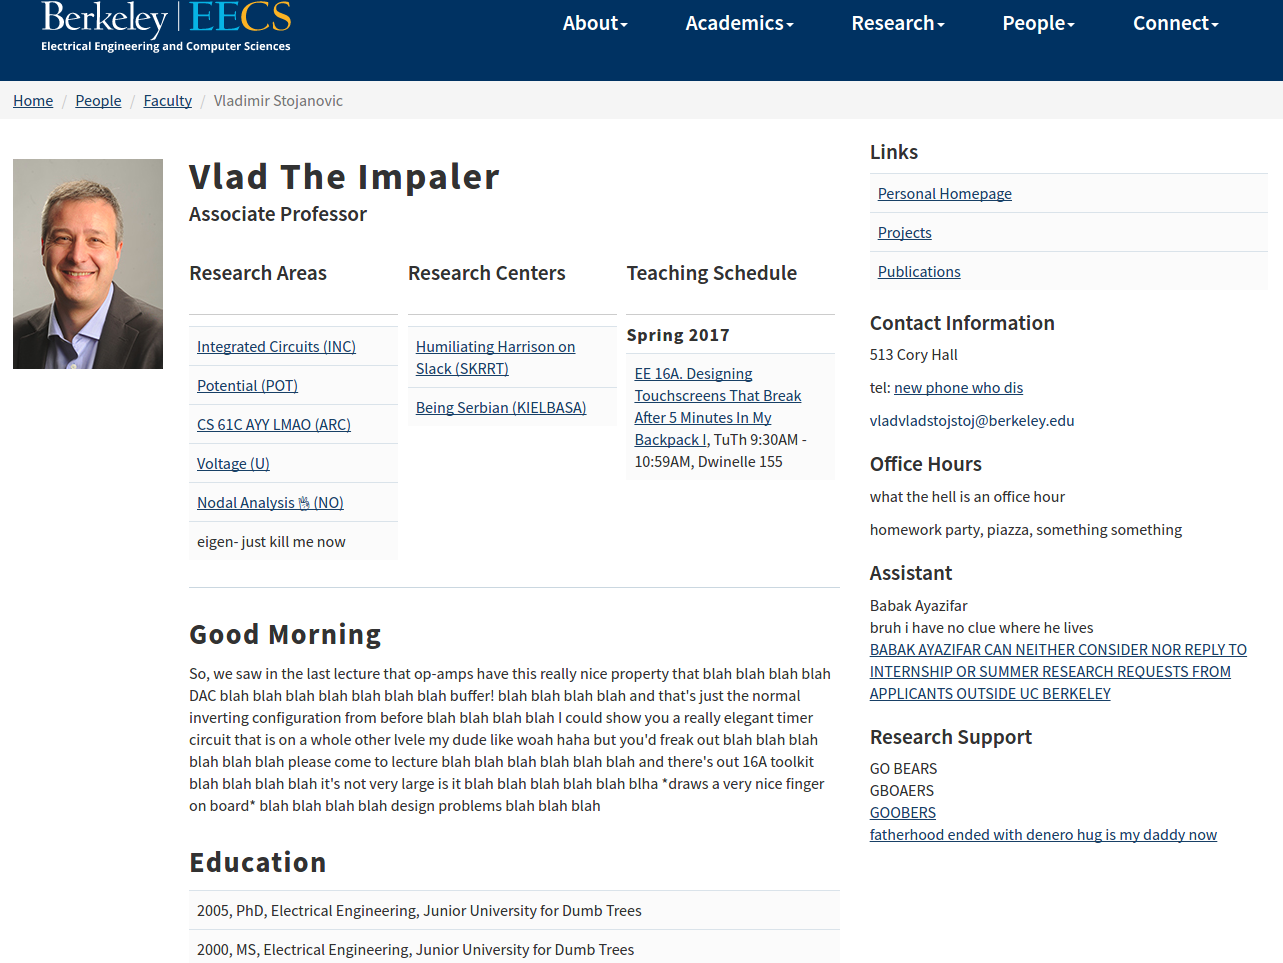 Berkeley EECS
Electrical Engineering and Computer Sciences
About
Academics
Research
People
Connect
Home / People / Faculty / Vladimir Stojanovic
Vlad The Impaler
Associate Professor
Research Areas
Integrated Circuits (INC)
Potential (POT)
CS 61C AYY LMAO (ARC)
Voltage (U)
Nodal Analysis 👌 (NO)
eigen- just kill me now
Research Centers
Humiliating Harrison on
Slack (SKRRT)
Being Serbian (KIELBASA)
Teaching Schedule
Spring 2017
EE 16A. Designing
Touchscreens That Break
After 5 Minutes In My
Backpack I, TuTh 9:30AM -
10:59AM, Dwinelle 155
Good Morning
So, we saw in the last lecture that op-amps have this really nice property that blah blah blah blah
DAC blah blah blah blah blah blah blah buffer! blah blah blah blah and that's just the normal
inverting configuration from before blah blah blah blah I could show you a really elegant timer
circuit that is on a whole other lvele my dude like woah haha but you'd freak out blah blah blah
blah blah blah please come to lecture blah blah blah blah blah blah and there's out 16A toolkit
blah blah blah blah it's not very large is it blah blah blah blah blah blha *draws a very nice finger
on board* blah blah blah blah design problems blah blah blah
Education
2005, PhD, Electrical Engineering, Junior University for Dumb Trees
2000, MS, Electrical Engineering, Junior University for Dumb Trees
Links
Personal Homepage
Projects
Publications
Contact Information
513 Cory Hall
tel: new phone who dis
vladvladstojstoj@berkeley.edu
Office Hours
what the hell is an office hour
homework party, piazza, something something
Assistant
Babak Ayazifar
bruh i have no clue where he lives
BABAK AYAZIFAR CAN NEITHER CONSIDER NOR REPLY TO
INTERNSHIP OR SUMMER RESEARCH REQUESTS FROM
APPLICANTS OUTSIDE UC BERKELEY
Research Support
GO BEARS
GBOAERS
GOOBERS
fatherhood ended with denero hug is my daddy now